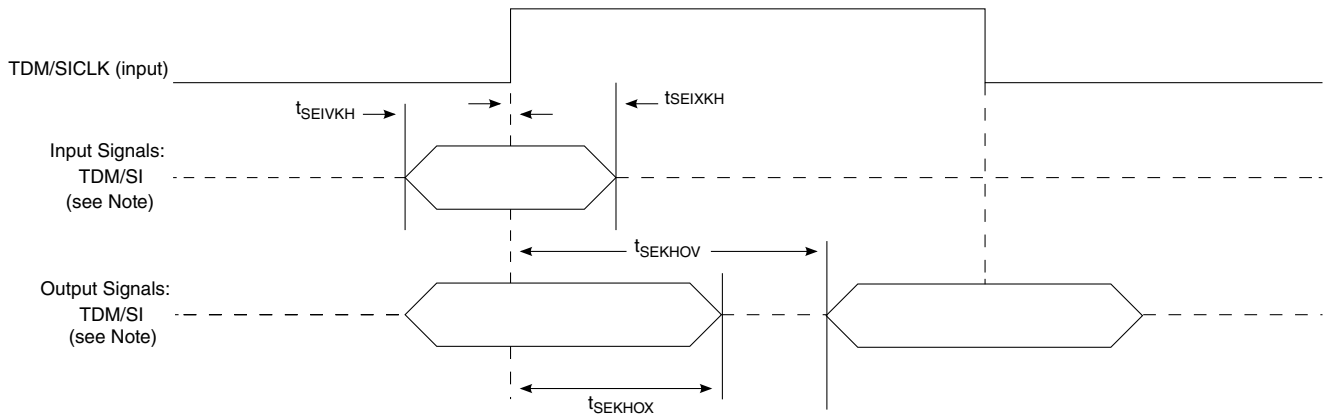 TDM/SICLK (input)
tSEIVKH
tSEIXKH
Input Signals:
TDM/SI
(see Note)
tSEKHOV
Output Signals:
TDM/SI
(see Note)
tSEKHOX